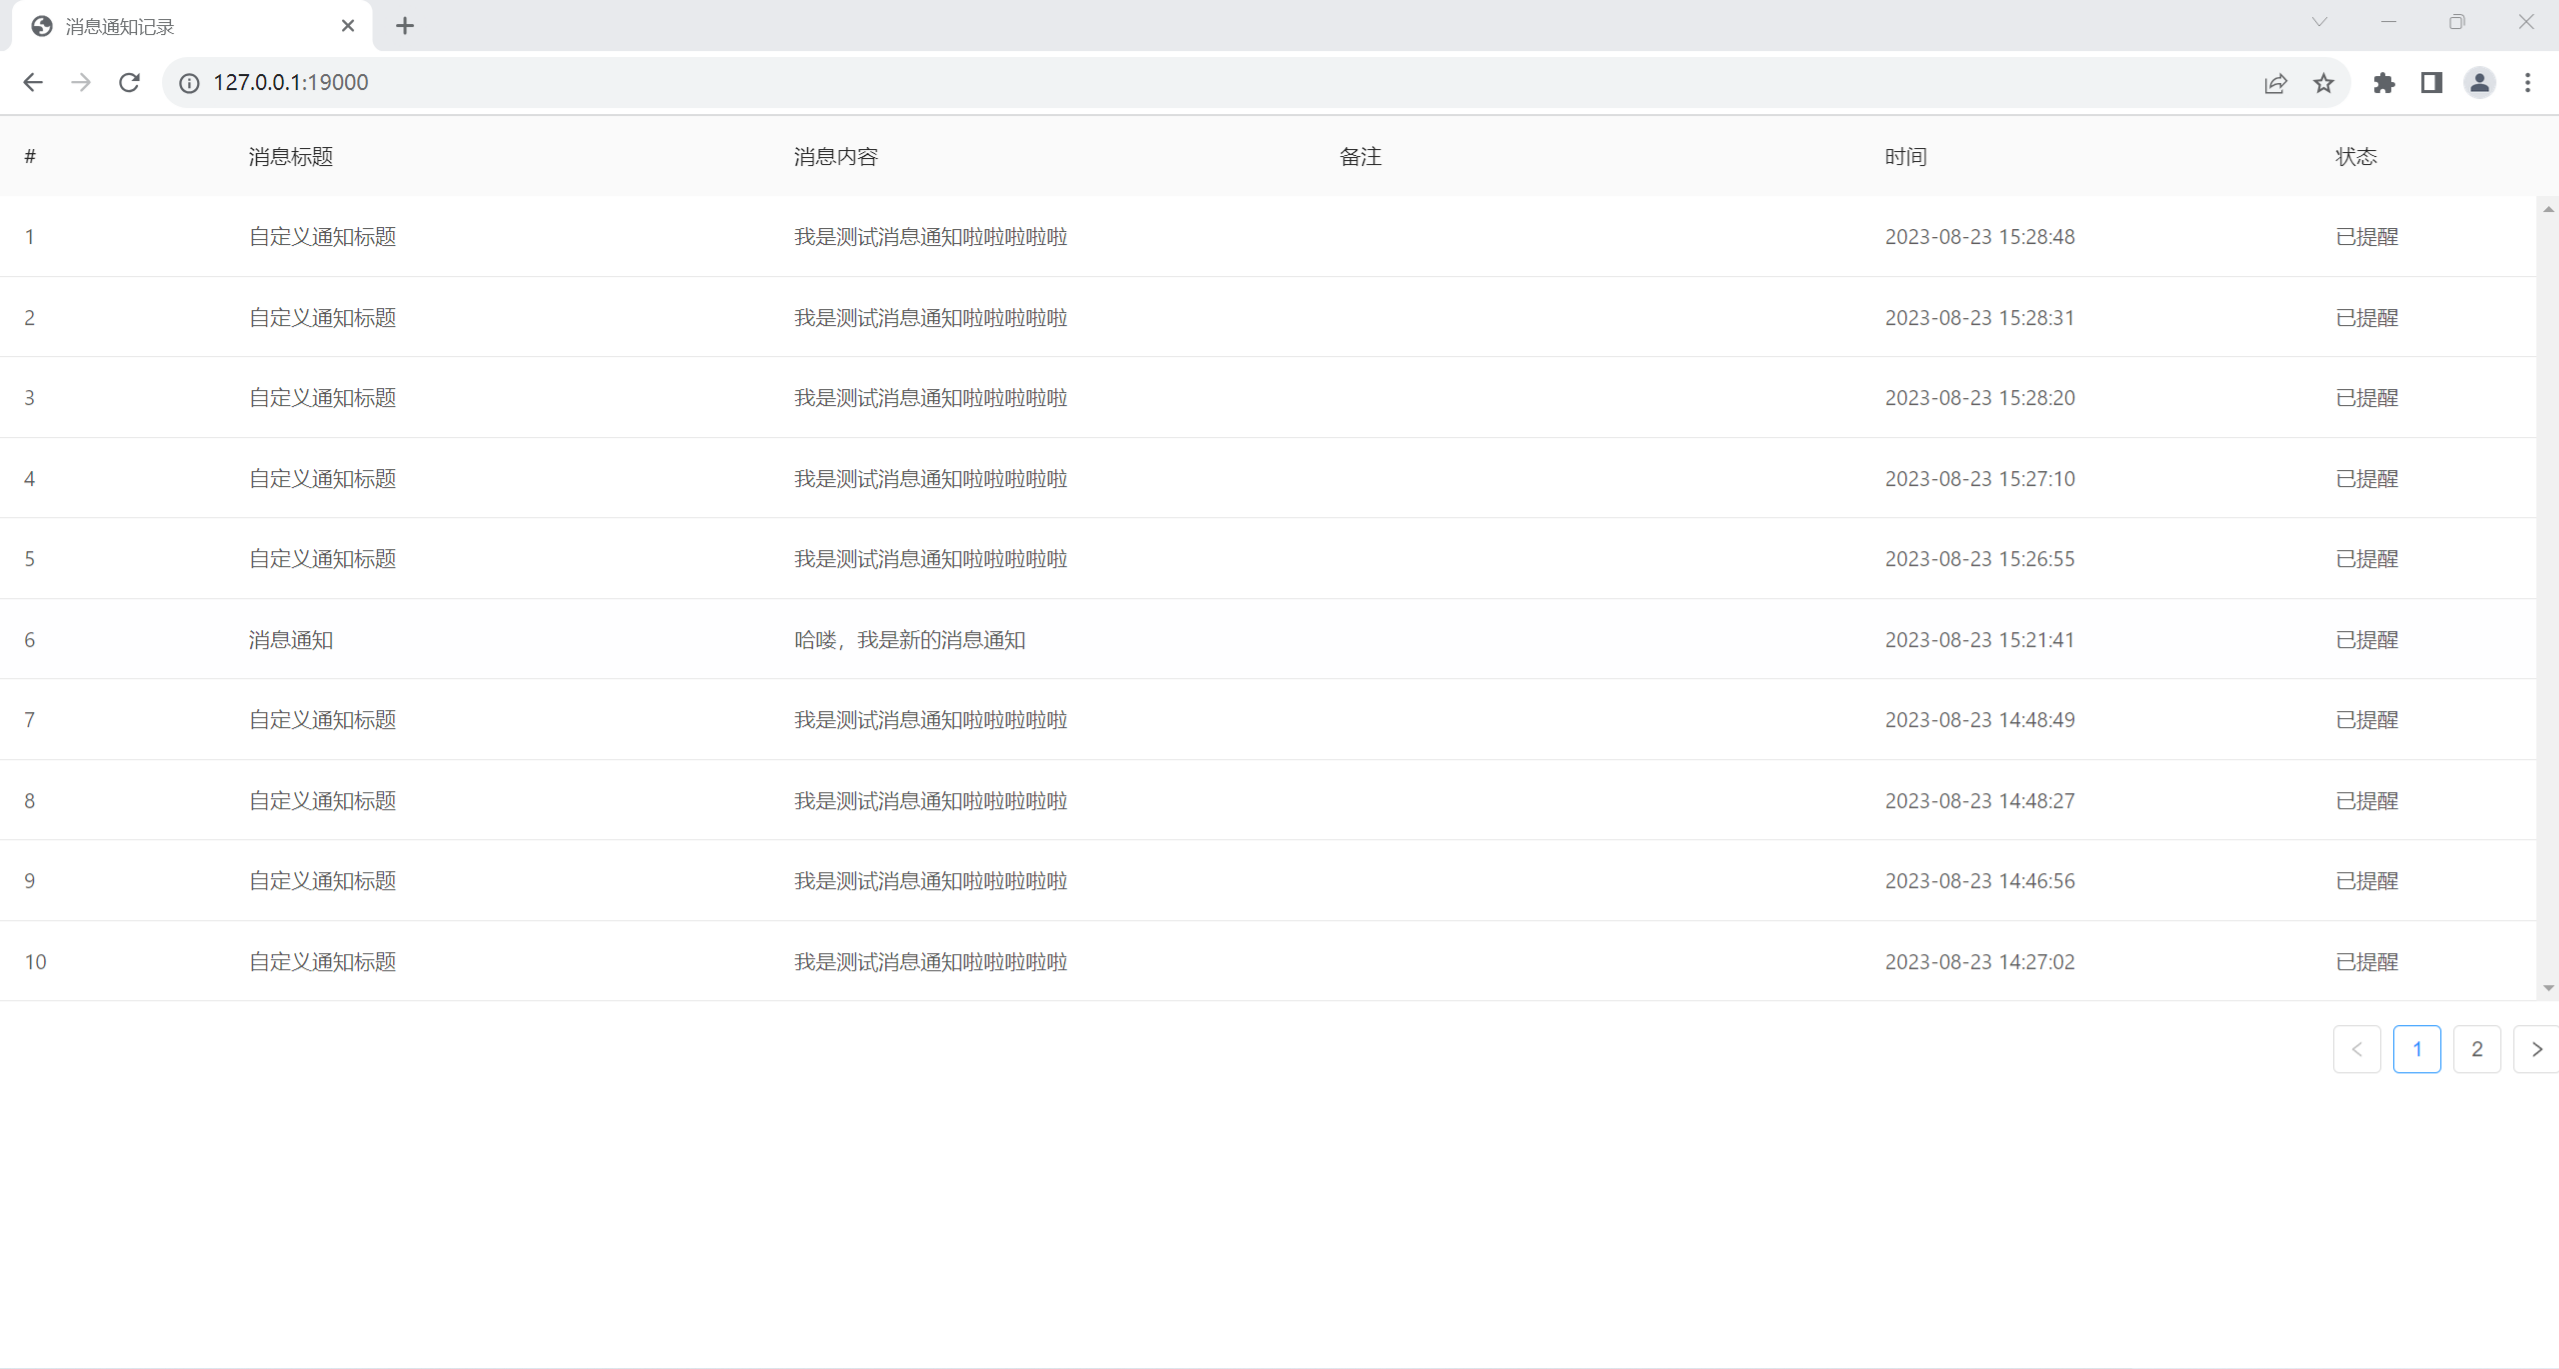 消息通知记录
127.0.0.1:19000
# 消息标题 消息内容 备注 时间 状态
1 自定义通知标题 我是测试消息通知啦啦啦啦啦 2023-08-23 15:28:48 已提醒
2 自定义通知标题 我是测试消息通知啦啦啦啦啦 2023-08-23 15:28:31 已提醒
3 自定义通知标题 我是测试消息通知啦啦啦啦啦 2023-08-23 15:28:20 已提醒
4 自定义通知标题 我是测试消息通知啦啦啦啦啦 2023-08-23 15:27:10 已提醒
5 自定义通知标题 我是测试消息通知啦啦啦啦啦 2023-08-23 15:26:55 已提醒
6 消息通知 哈喽，我是新的消息通知 2023-08-23 15:21:41 已提醒
7 自定义通知标题 我是测试消息通知啦啦啦啦啦 2023-08-23 14:48:49 已提醒
8 自定义通知标题 我是测试消息通知啦啦啦啦啦 2023-08-23 14:48:27 已提醒
9 自定义通知标题 我是测试消息通知啦啦啦啦啦 2023-08-23 14:46:56 已提醒
10 自定义通知标题 我是测试消息通知啦啦啦啦啦 2023-08-23 14:27:02 已提醒
1 2